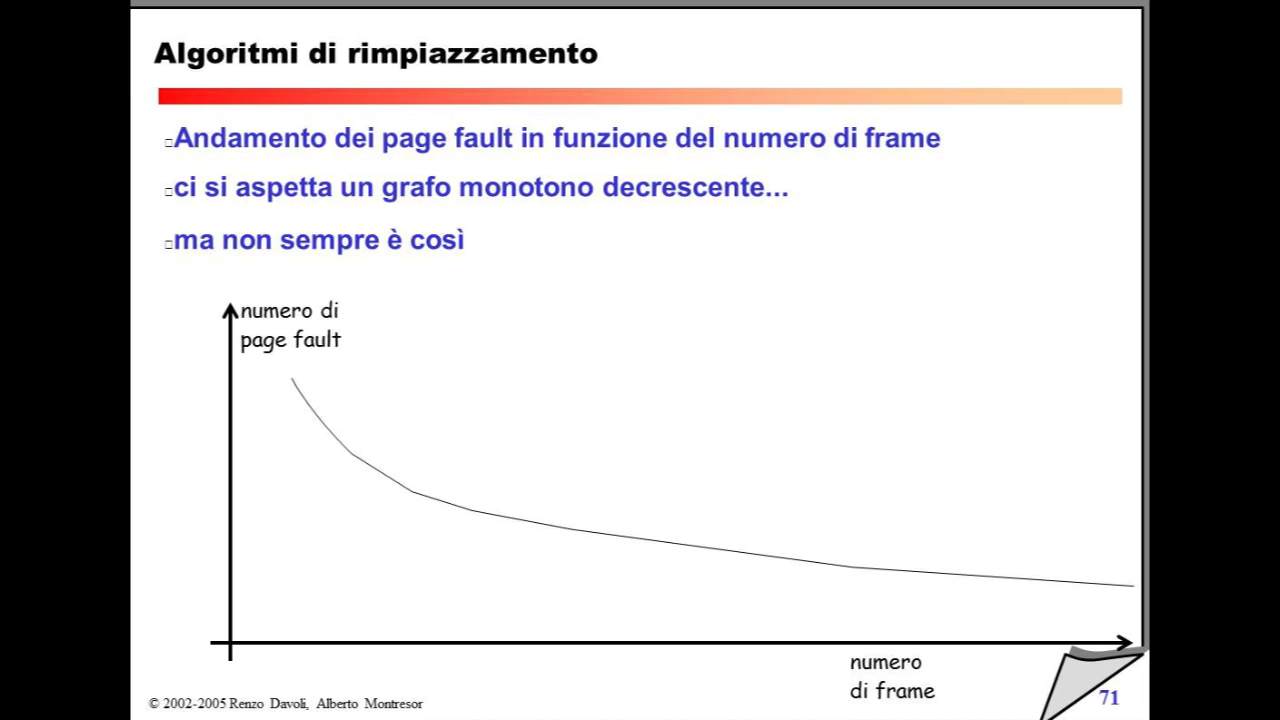 Algoritmi di rimpiazzamento
Andamento dei page fault in funzione del numero di frame
ci si aspetta un grafo monotono decrescente...
ma non sempre è così
numero di
page fault
numero
di frame
© 2002-2005 Renzo Davoli, Alberto Montresor
71